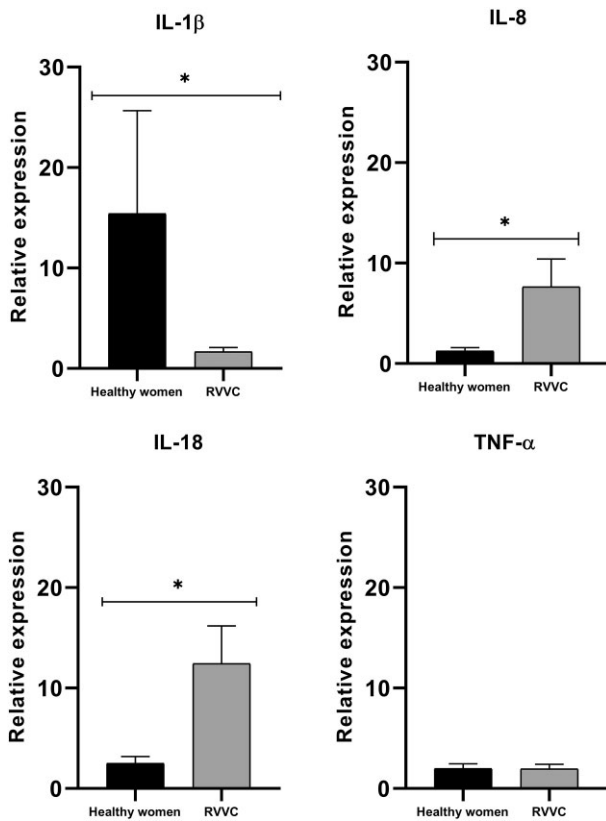 IL-1β
Relative expression
30
20
10
0
*
Healthy women RVVC
IL-8
Relative expression
30
20
10
0
*
Healthy women RVVC
IL-18
Relative expression
30
20
10
0
*
Healthy women RVVC
TNF-α
Relative expression
30
20
10
0
Healthy women RVVC